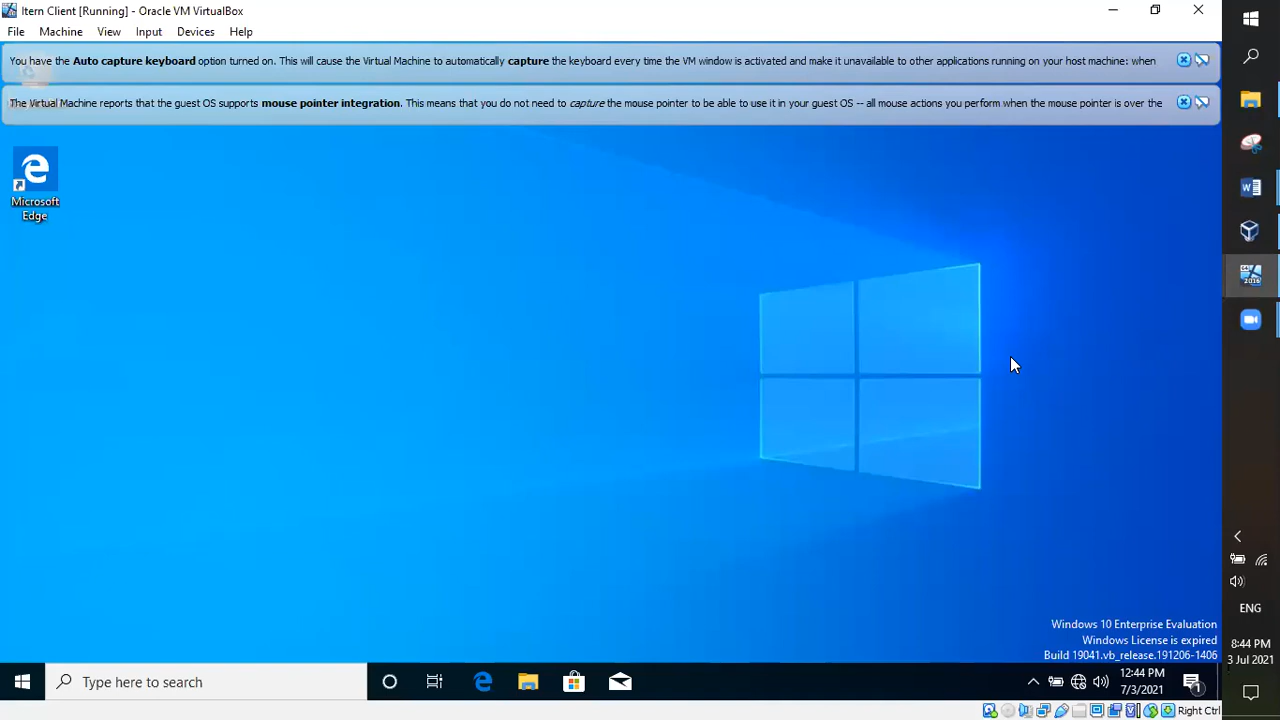 Itern Client [Running] - Oracle VM VirtualBox
File Machine View Input Devices Help
You have the Auto capture keyboard option turned on. This will cause the Virtual Machine to automatically capture the keyboard every time the VM window is activated and make it unavailable to other applications running on your host machine: when
The Virtual Machine reports that the guest OS supports mouse pointer integration. This means that you do not need to capture the mouse pointer to be able to use it in your guest OS -- all mouse actions you perform when the mouse pointer is over the
Microsoft
Edge
2016
ENG
8:44 PM
3 Jul 2021
Windows 10 Enterprise Evaluation
Windows License is expired
Build 19041.vb_release.191206-1406
Type here to search
12:44 PM
7/3/2021
1
Right Ctrl